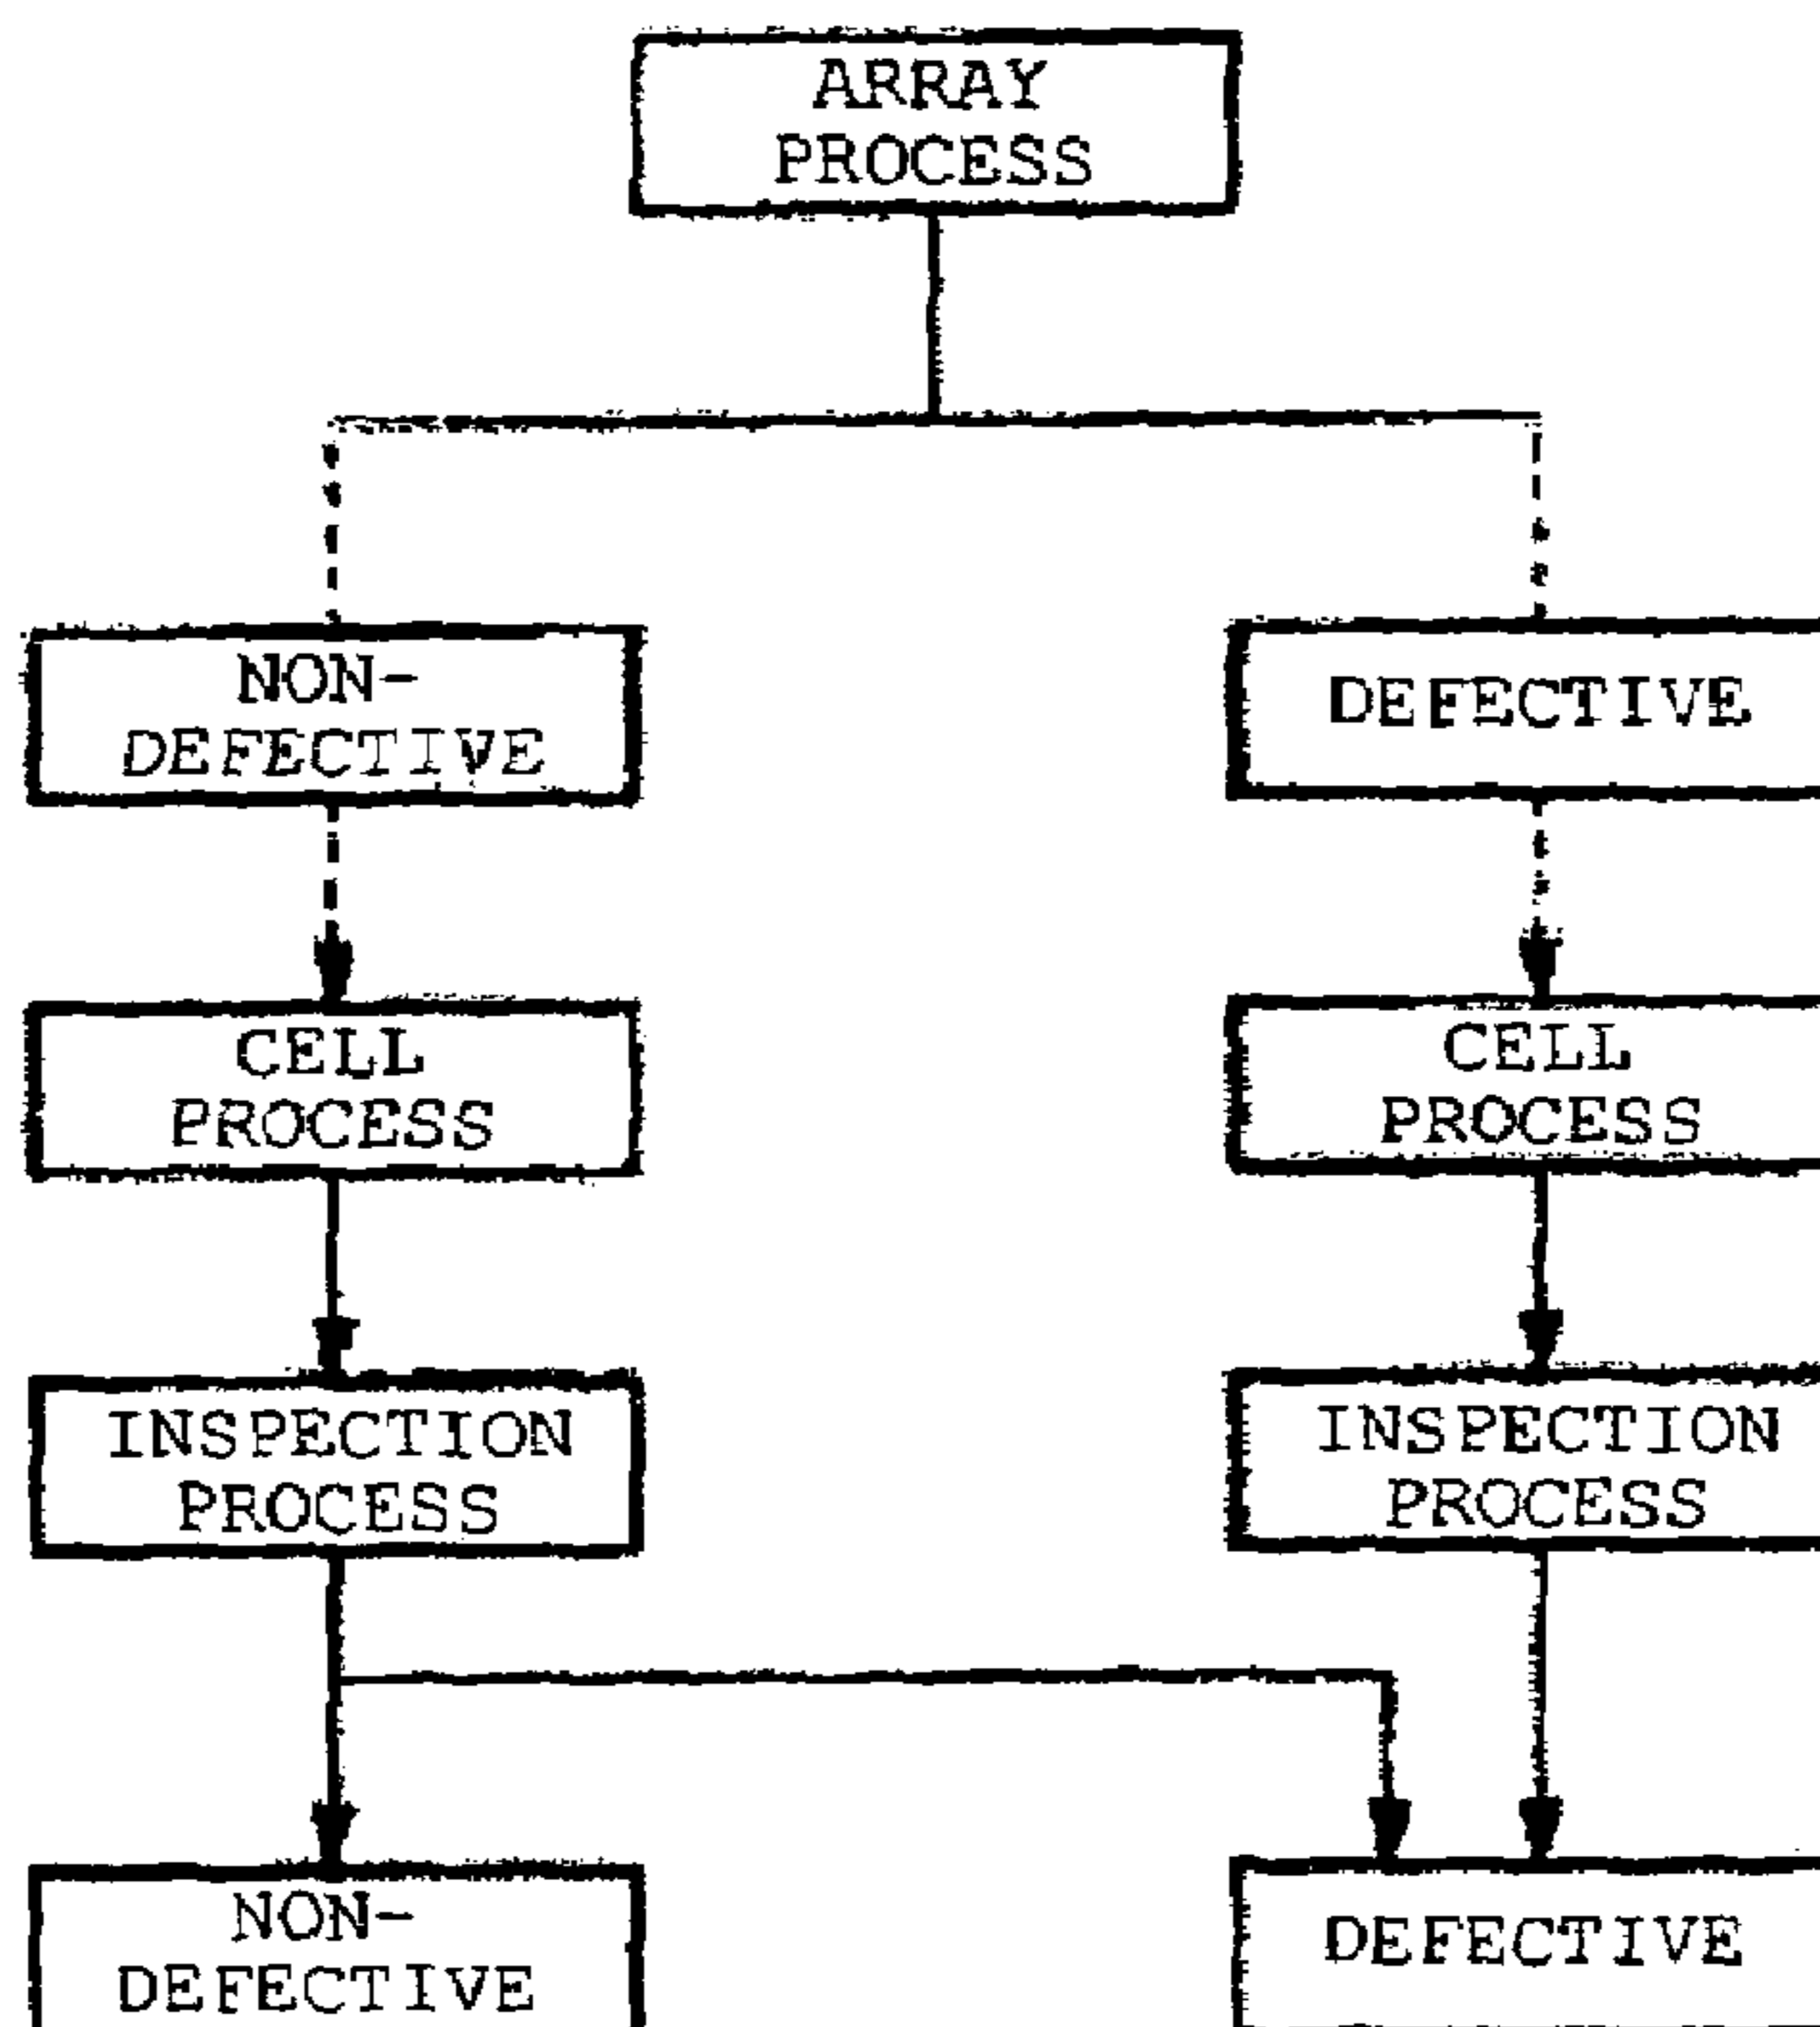 ARRAY
PROCESS
NON-
DEFECTIVE
DEFECTIVE
CELL
PROCESS
CELL
PROCESS
INSPECTION
PROCESS
INSPECTION
PROCESS
NON-
DEFECTIVE
DEFECTIVE